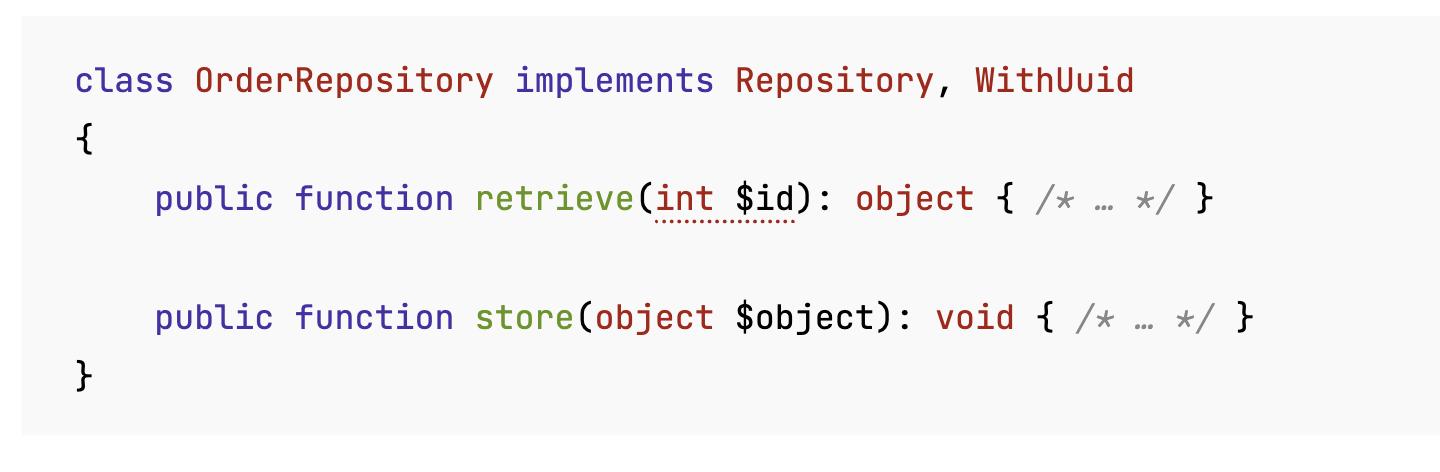 class OrderRepository implements Repository, WithUuid
{
    public function retrieve(int $id): object { /* … */ }
    public function store(object $object): void { /* … */ }
}